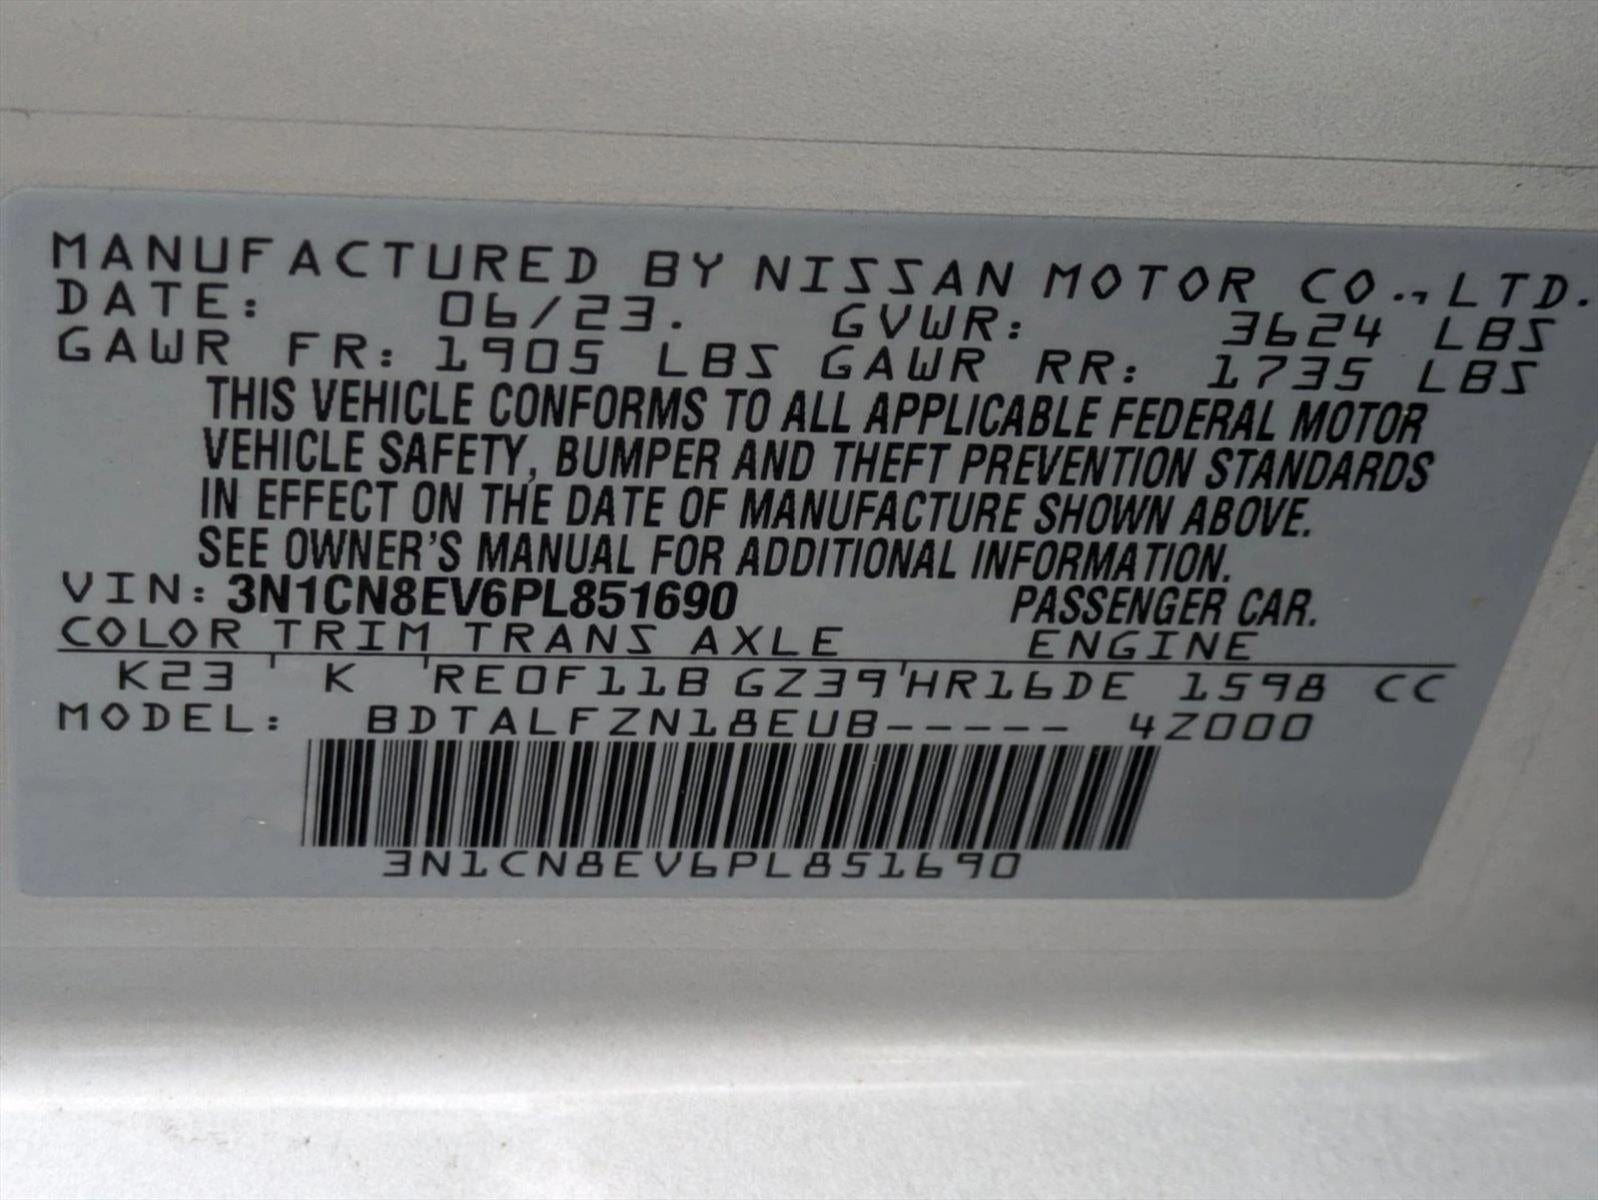 MANUFACTURED BY NISSAN MOTOR CO.,LTD.
DATE: 06/23. GVWR: 3624 LBS
GAWR FR: 1905 LBS GAWR RR: 1735 LBS
THIS VEHICLE CONFORMS TO ALL APPLICABLE FEDERAL MOTOR
VEHICLE SAFETY, BUMPER AND THEFT PREVENTION STANDARDS
IN EFFECT ON THE DATE OF MANUFACTURE SHOWN ABOVE.
SEE OWNER'S MANUAL FOR ADDITIONAL INFORMATION.
VIN: 3N1CN8EV6PL851690 PASSENGER CAR.
COLOR TRIM TRANS AXLE ENGINE
K23 ' K 'RE0F11B GZ39'HR16DE 1598 CC
MODEL: BDTALFZN18EUB----- 4Z000
3N1CN8EV6PL851690